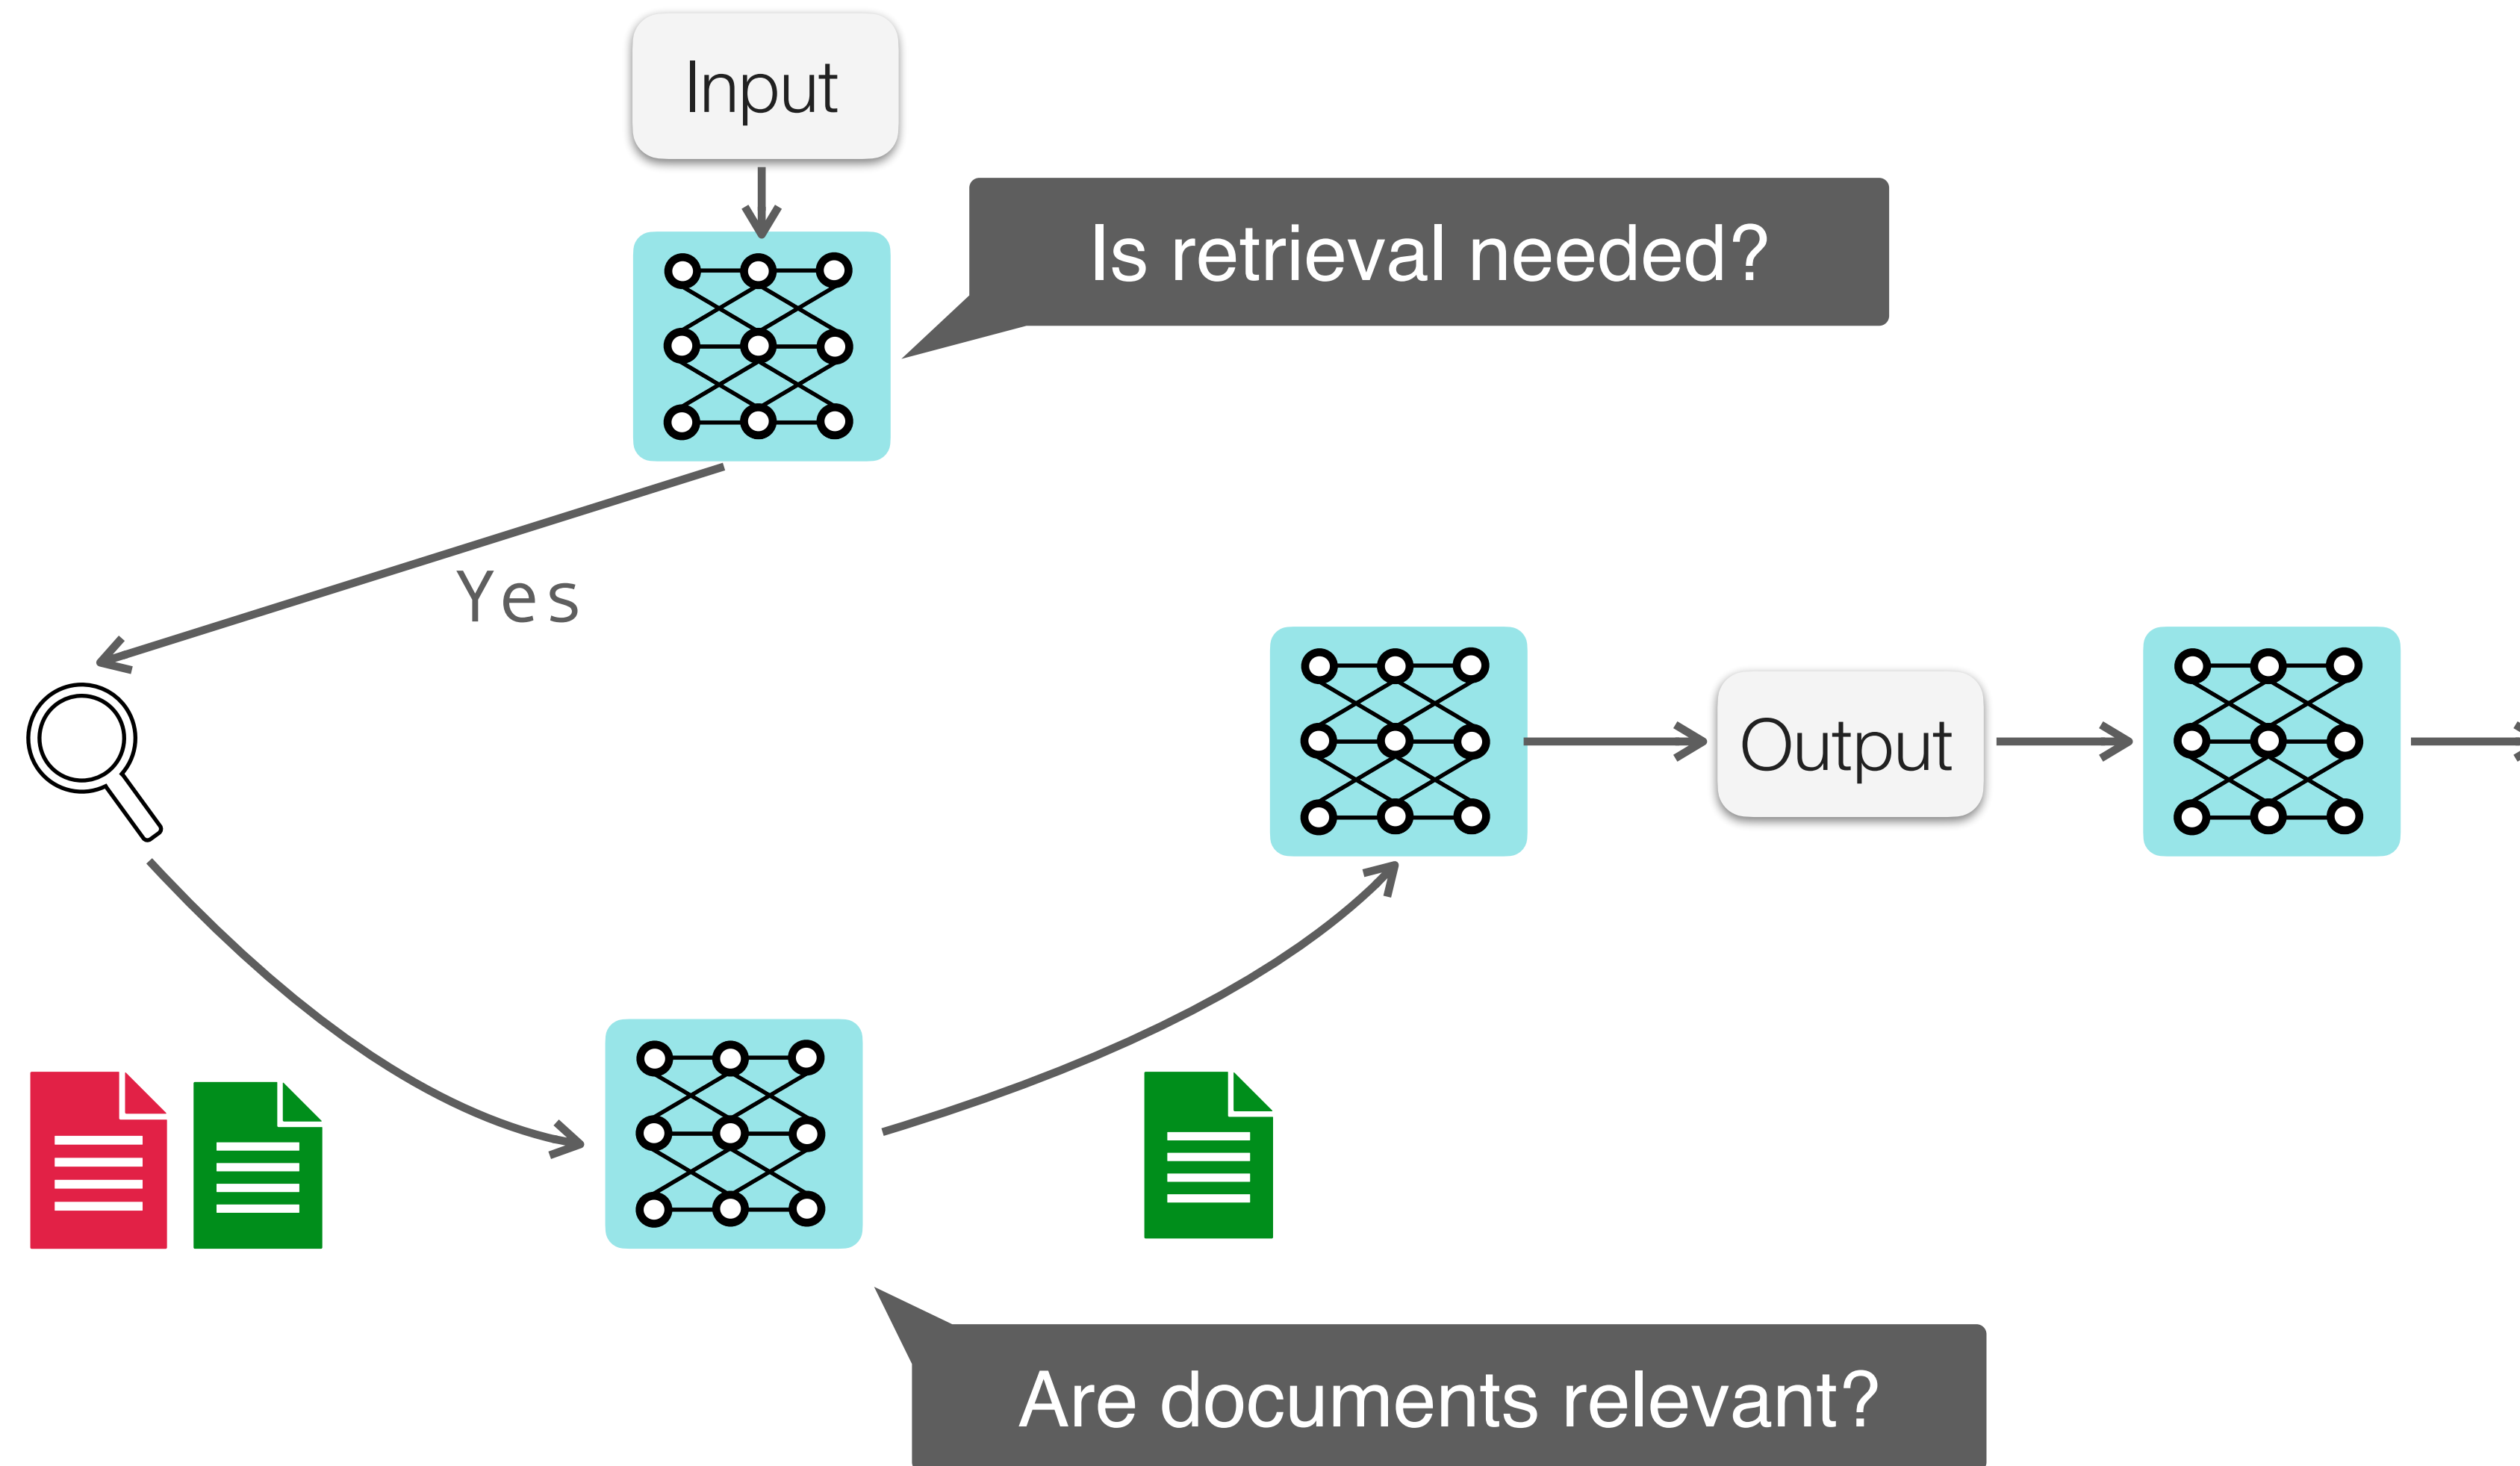 Input
Is retrieval needed?
Yes
Output
Are documents relevant?